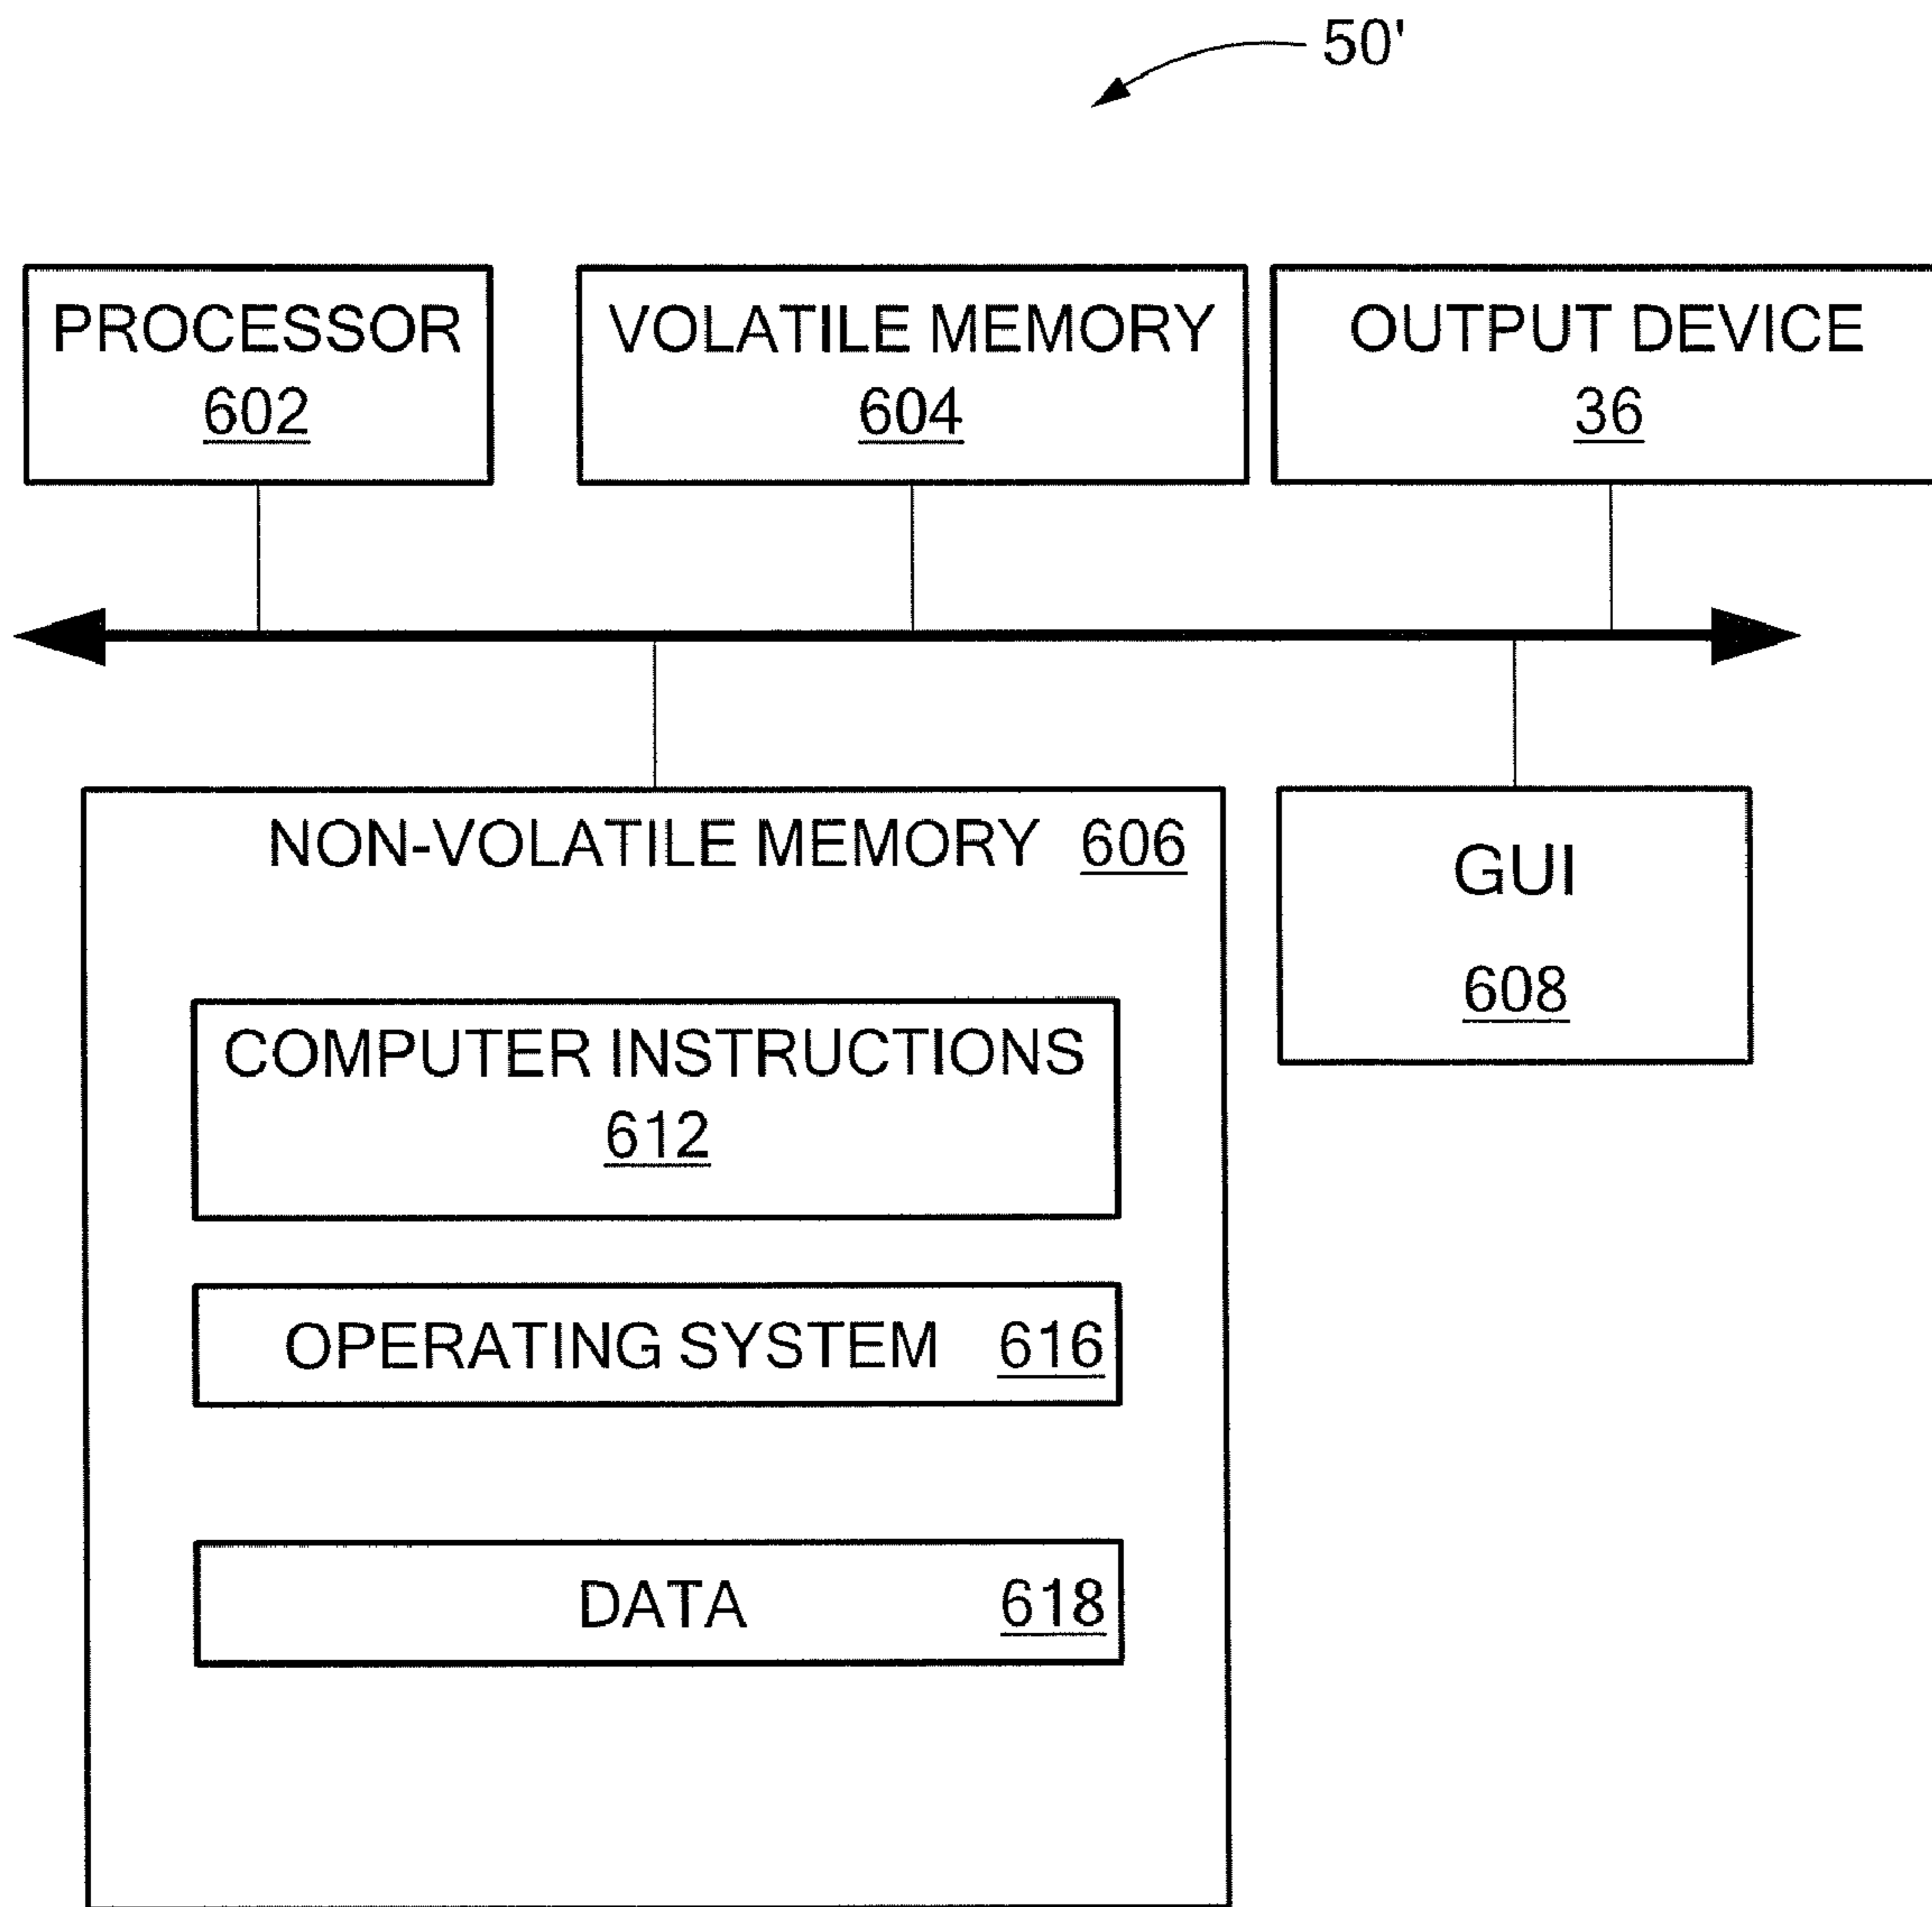 50'
PROCESSOR
602
VOLATILE MEMORY
604
OUTPUT DEVICE
36
NON-VOLATILE MEMORY 606
COMPUTER INSTRUCTIONS
612
OPERATING SYSTEM 616
DATA 618
GUI
608